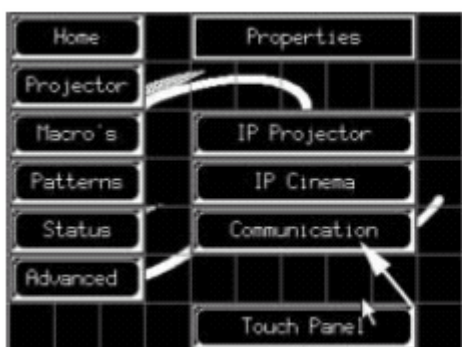 Home
Properties
Projector
Macro's
IP Projector
Patterns
IP Cinema
Status
Communication
Advanced
Touch Panel